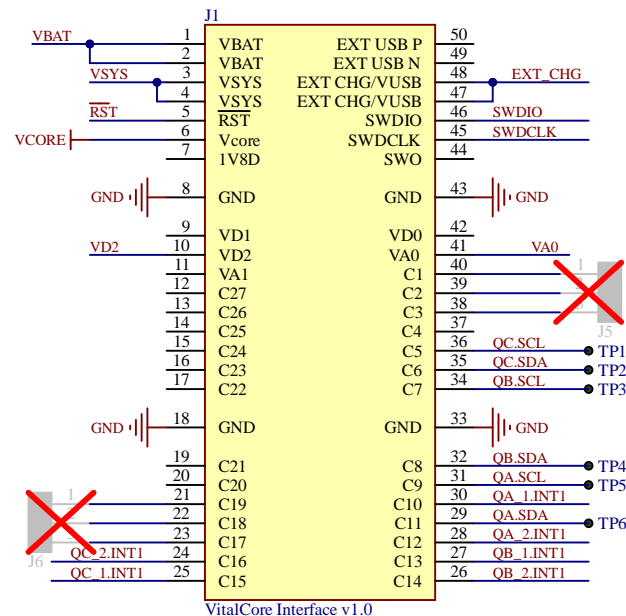 J1
VBAT 1 VBAT EXT USB P 50
2 VBAT EXT USB N 49
VSYS 3 VSYS EXT CHG/VUSB 48 EXT_CHG
4 VSYS EXT CHG/VUSB 47
RST 5 RST SWDIO 46 SWDIO
VCORE 6 Vcore SWDCLK 45 SWDCLK
7 1V8D SWO 44
GND 8 GND GND 43 GND
9 VD1 VD0 42
VD2 10 VD2 VA0 41 VA0
11 VA1 C1 40 1
12 C27 C2 39
13 C26 C3 38
14 C25 C4 37 J5
15 C24 C5 36 QC.SCL TP1
16 C23 C6 35 QC.SDA TP2
17 C22 C7 34 QB.SCL TP3
GND 18 GND GND 33 GND
19 C21 C8 32 QB.SDA TP4
20 C20 C9 31 QA.SCL TP5
1 21 C19 C10 30 QA_1.INT1
22 C18 C11 29 QA.SDA TP6
23 C17 C12 28 QA_2.INT1
J6 QC_2.INT1 24 C16 C13 27 QB_1.INT1
QC_1.INT1 25 C15 C14 26 QB_2.INT1
VitalCore Interface v1.0